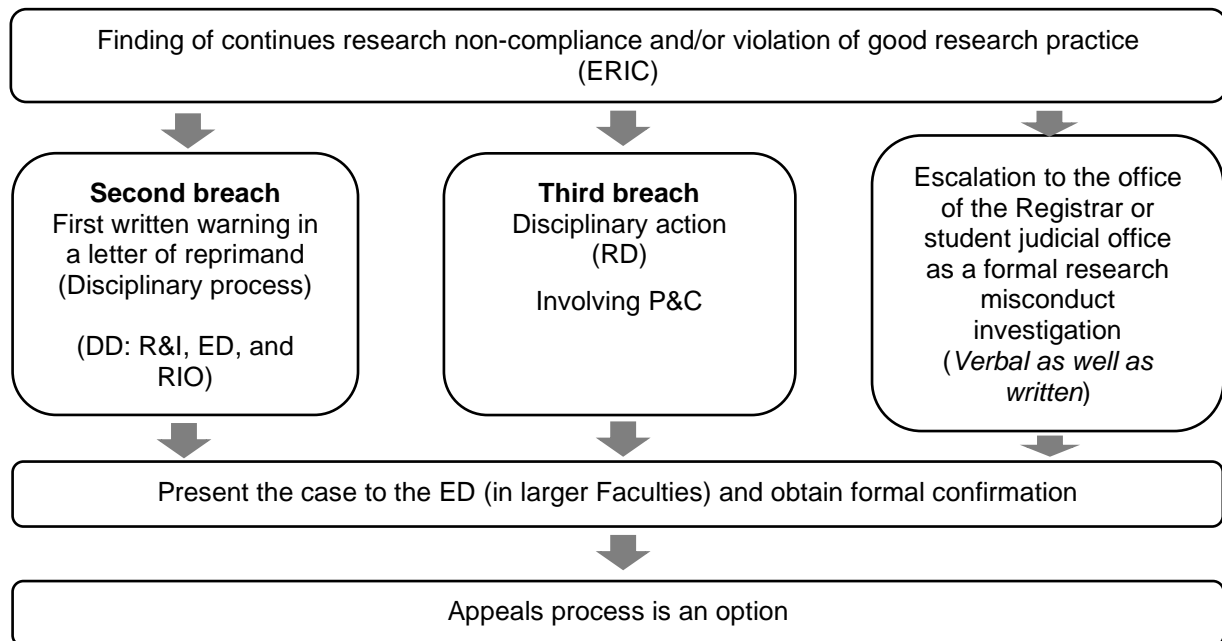 Finding of continues research non-compliance and/or violation of good research practice
(ERIC)
Second breach
First written warning in
a letter of reprimand
(Disciplinary process)
(DD: R&I, ED, and
RIO)
Third breach
Disciplinary action
(RD)
Involving P&C
Escalation to the office
of the Registrar or
student judicial office
as a formal research
misconduct
investigation
(Verbal as well as
written)
Present the case to the ED (in larger Faculties) and obtain formal confirmation
Appeals process is an option